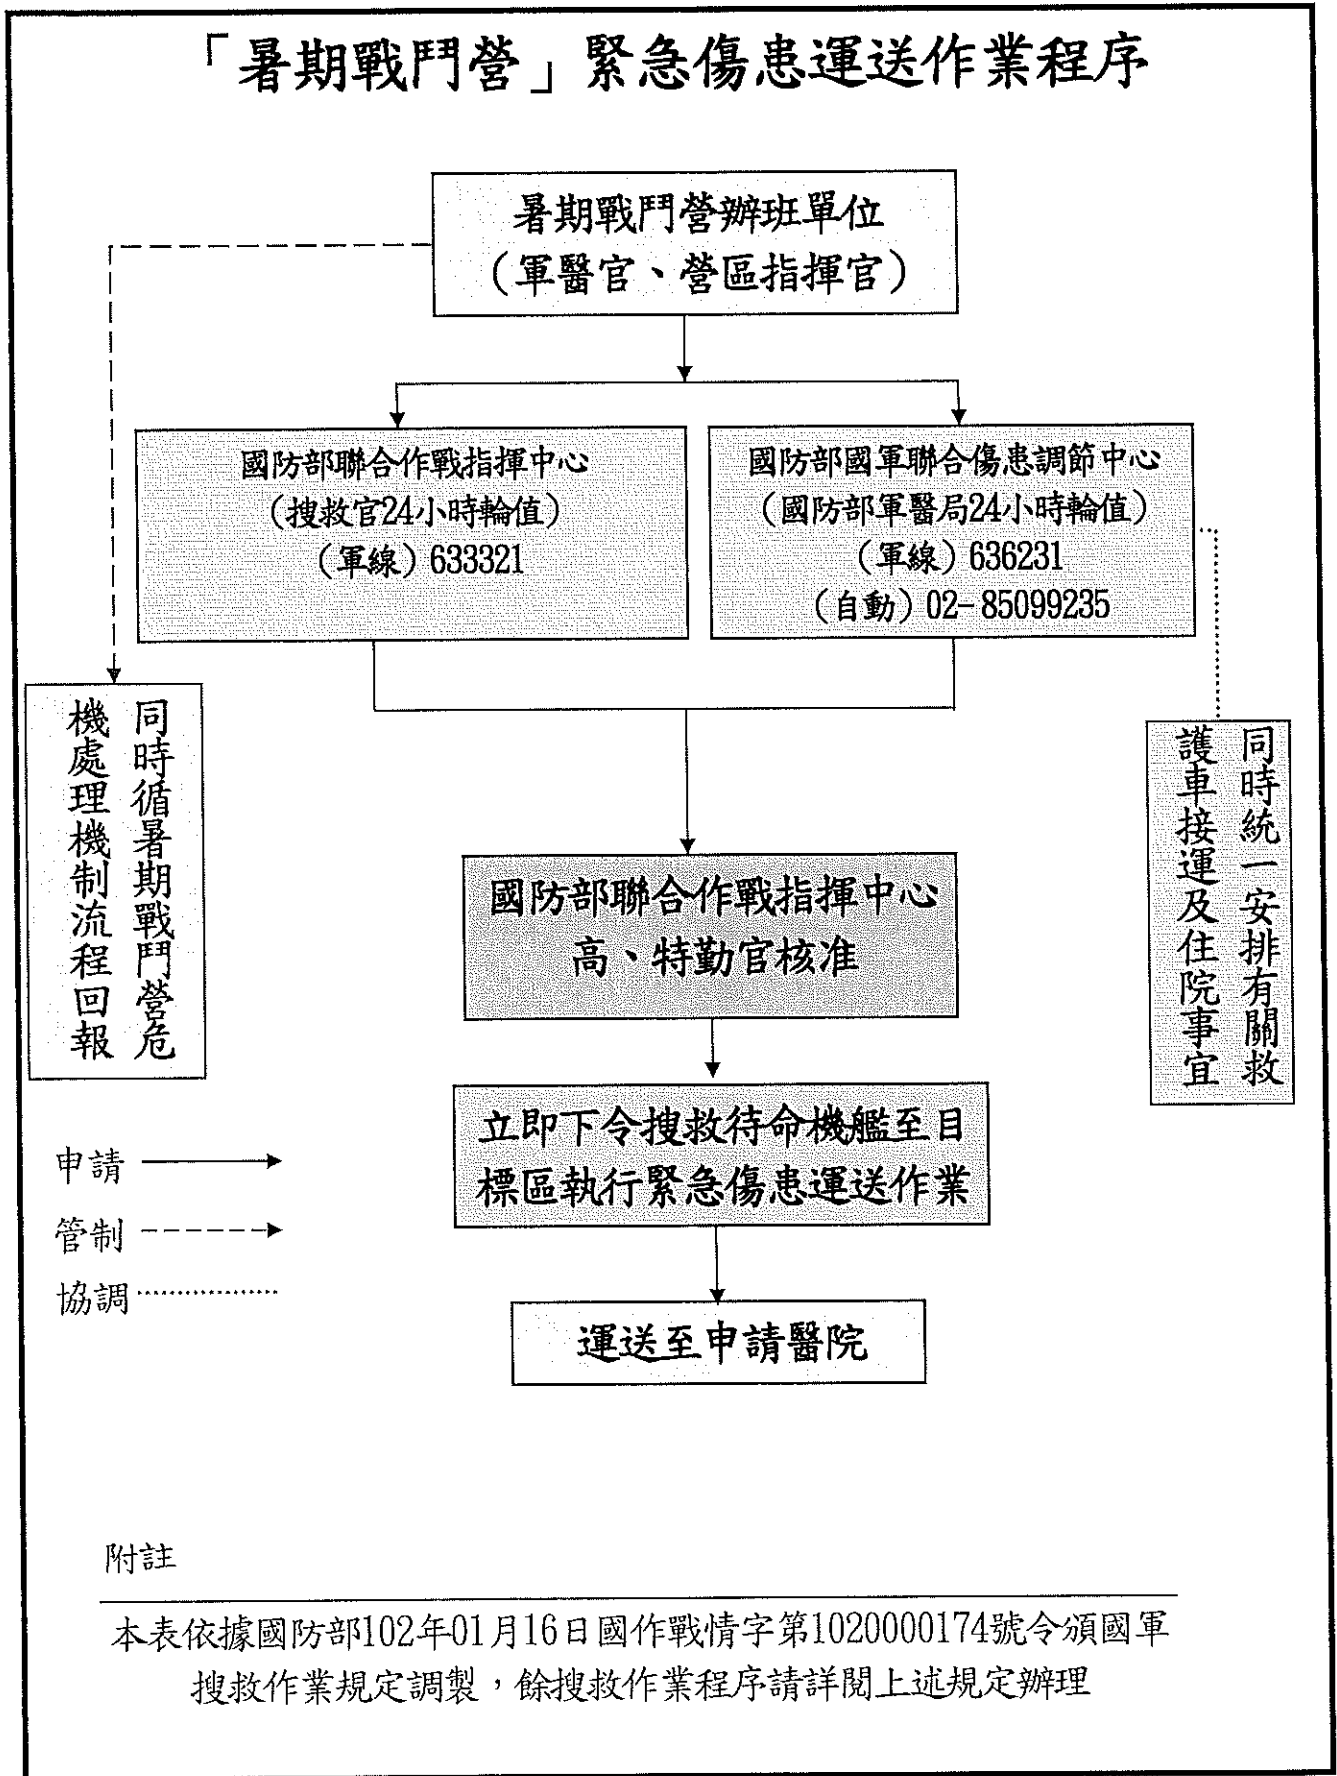 「暑期戰鬥營」緊急傷患運送作業程序
暑期戰鬥營辦班單位
(軍醫官、營區指揮官)
國防部聯合作戰指揮中心
(搜救官24小時輪值)
(軍線) 633321
國防部國軍聯合傷患調節中心
(國防部軍醫局24小時輪值)
(軍線) 636231
(自動) 02-85099235
同時循暑期戰鬥營危
機處理機制流程回報
同時統一安排有關救
護車接運及住院事宜
國防部聯合作戰指揮中心
高、特勤官核准
立即下令搜救待命機艦至目
標區執行緊急傷患運送作業
運送至申請醫院
申請
管制
協調
附註
本表依據國防部102年01月16日國作戰情字第1020000174號令頒國軍
搜救作業規定調製，餘搜救作業程序請詳閱上述規定辦理